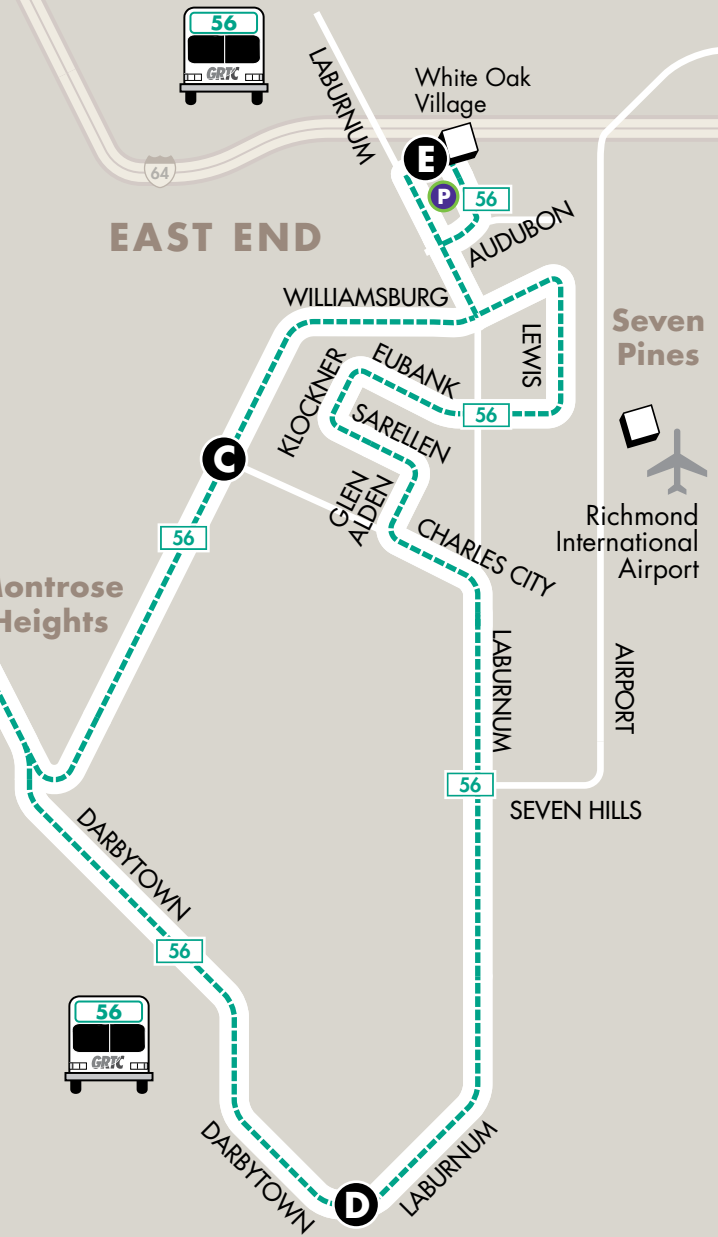 56
GRTC
LABURNUM
White Oak
Village
E
64
P
56
EAST END
AUDUBON
WILLIAMSBURG
LEWIS
Seven
Pines
KLOCKNER
EUBANK
56
SARELLEN
C
GLEN
ALDEN
CHARLES CITY
Richmond
International
Airport
56
ontrose
Heights
LABURNUM
AIRPORT
56
SEVEN HILLS
DARBYTOWN
56
56
GRTC
DARBYTOWN
D
LABURNUM